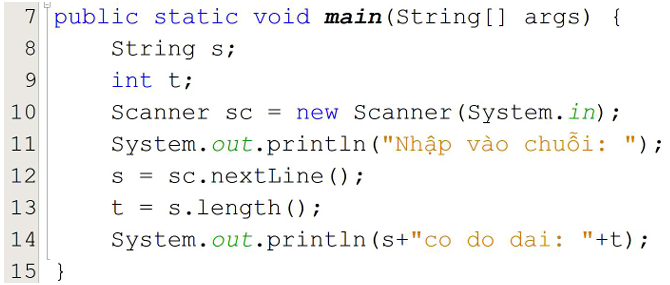 7 public static void main(String[] args) {
8 String s;
9 int t;
10 Scanner sc = new Scanner(System.in);
11 System.out.println("Nhập vào chuỗi: ");
12 s = sc.nextLine();
13 t = s.length();
14 System.out.println(s+"co do dai: "+t);
15 }